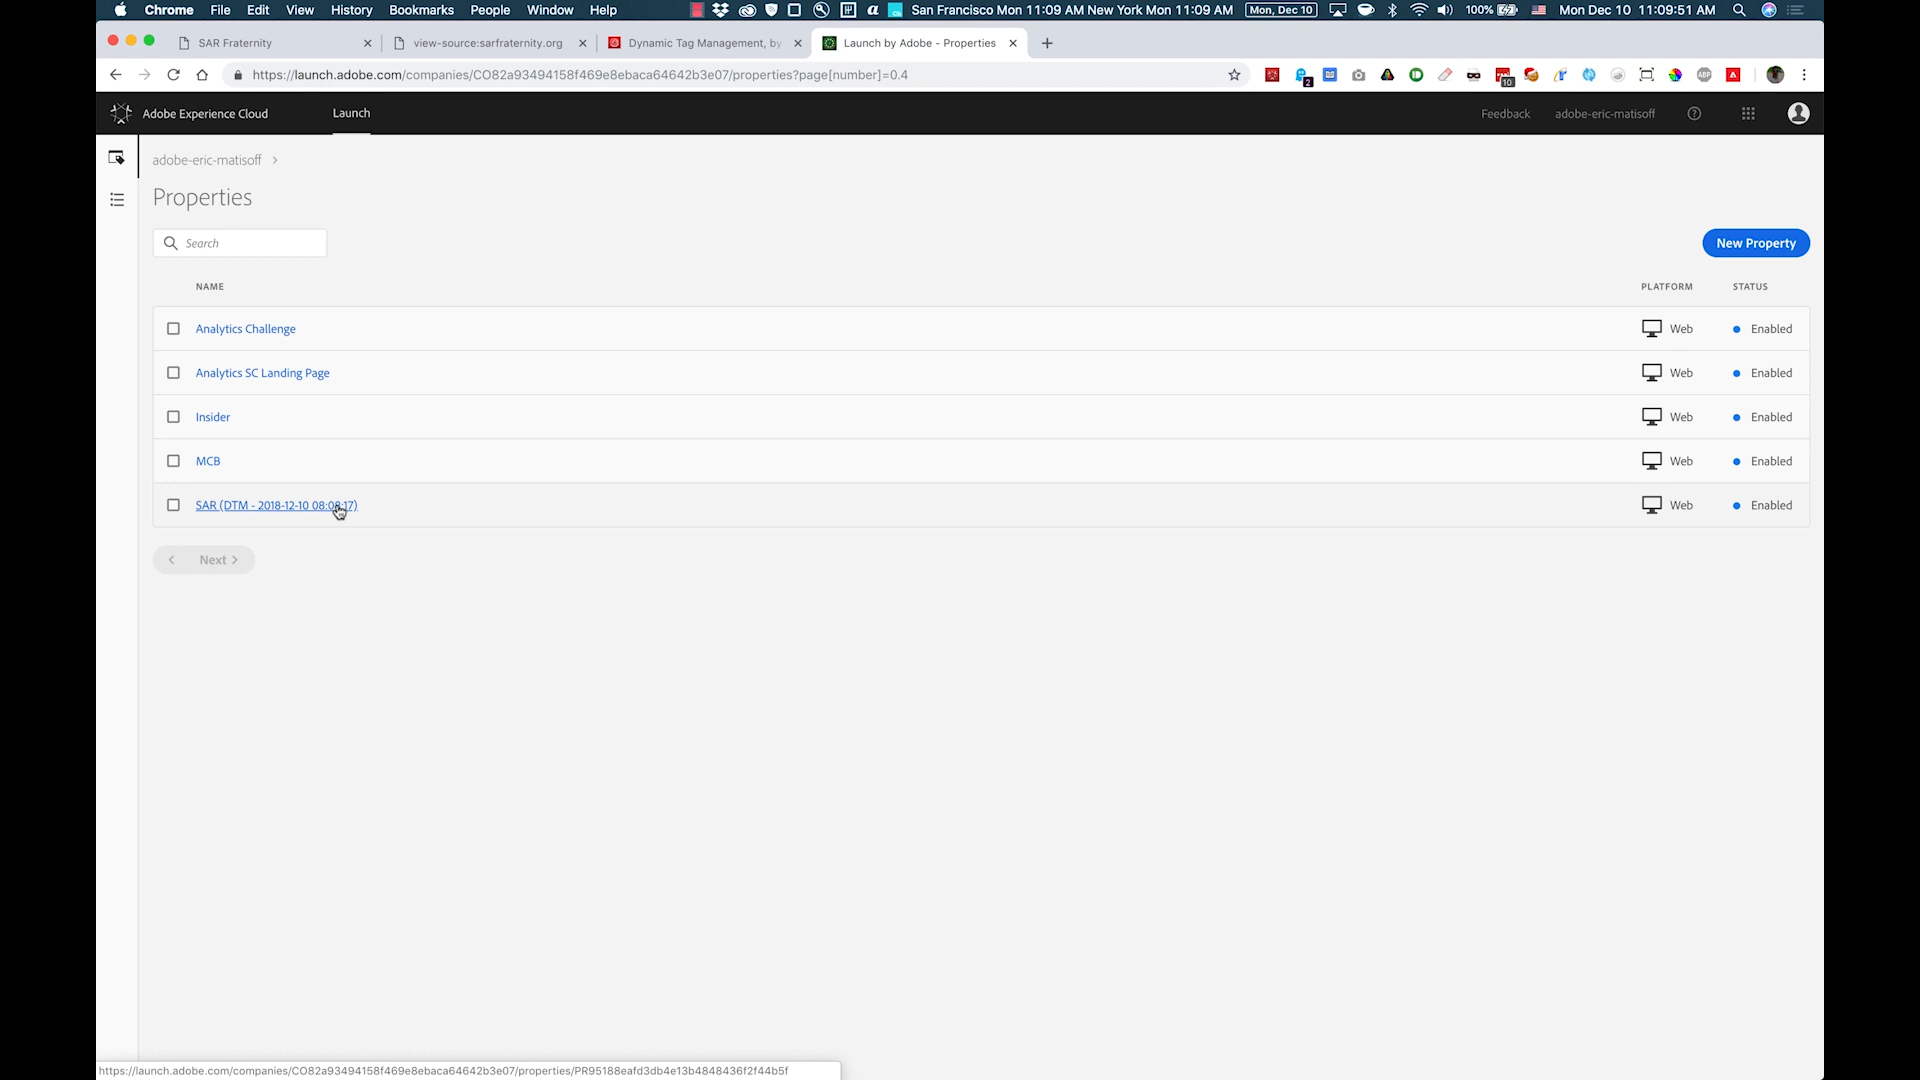 Chrome File Edit View History Bookmarks People Window Help San Francisco Mon 11:09 AM New York Mon 11:09 AM Mon, Dec 10 100% Mon Dec 10 11:09:51 AM
SAR Fraternity view-source:sarfraternity.org Dynamic Tag Management, by Launch by Adobe - Properties
https://launch.adobe.com/companies/CO82a93494158f469e8ebaca64642b3e07/properties?page[number]=0.4 2 10 ABP
Adobe Experience Cloud Launch Feedback adobe-eric-matisoff
adobe-eric-matisoff
Properties
Search New Property
NAME PLATFORM STATUS
Analytics Challenge Web Enabled
Analytics SC Landing Page Web Enabled
Insider Web Enabled
MCB Web Enabled
SAR (DTM - 2018-12-10 08:08:17) Web Enabled
Next
https://launch.adobe.com/companies/CO82a93494158f469e8ebaca64642b3e07/properties/PR95188eafd3db4e13b4848436f2f44b5f